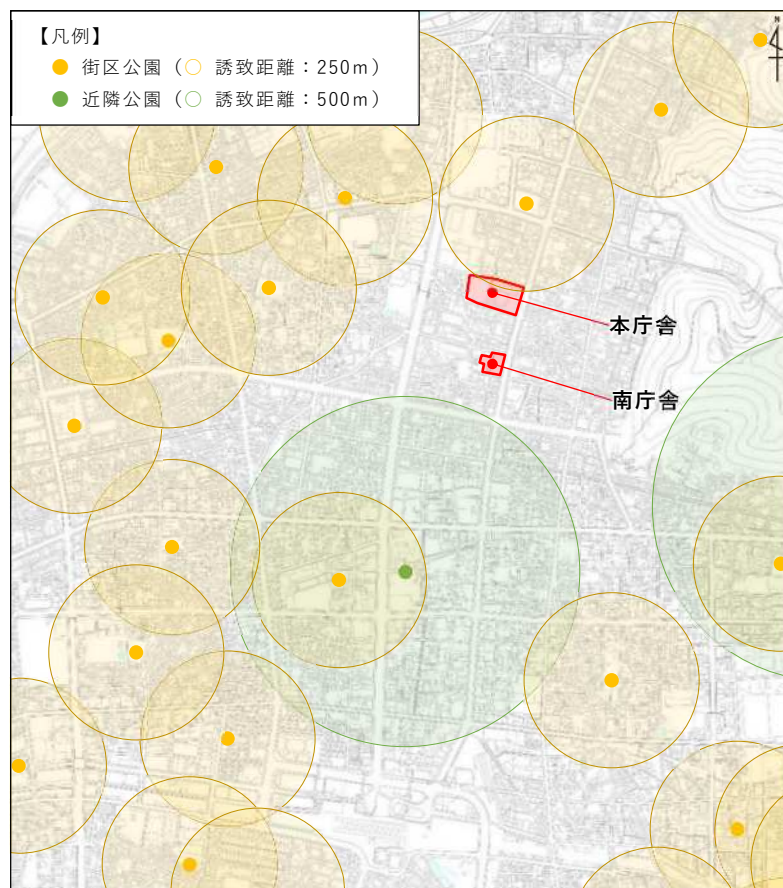 【凡例】
● 街区公園（○ 誘致距離：250m）
● 近隣公園（○ 誘致距離：500m）
N
本庁舎
南庁舎